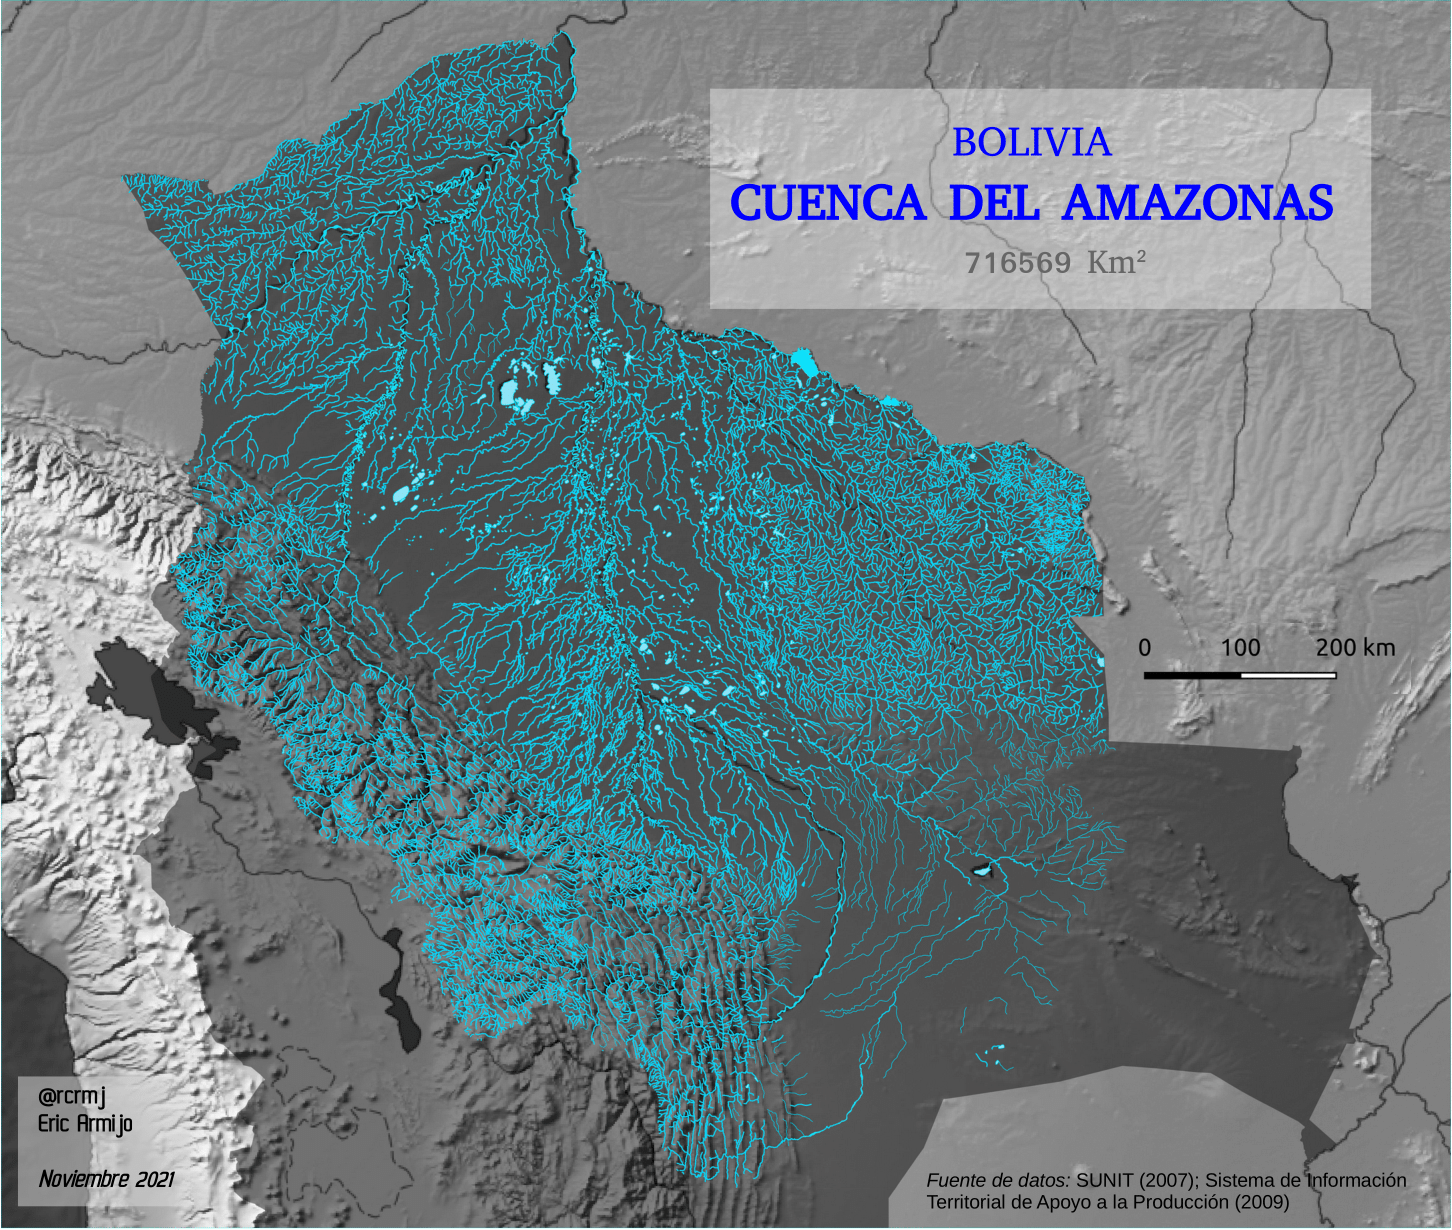 BOLIVIA
CUENCA DEL AMAZONAS
716569 Km²
0 100 200 km
@rcrmj
Eric Armijo
Noviembre 2021
Fuente de datos: SUNIT (2007); Sistema de Información
Territorial de Apoyo a la Producción (2009)